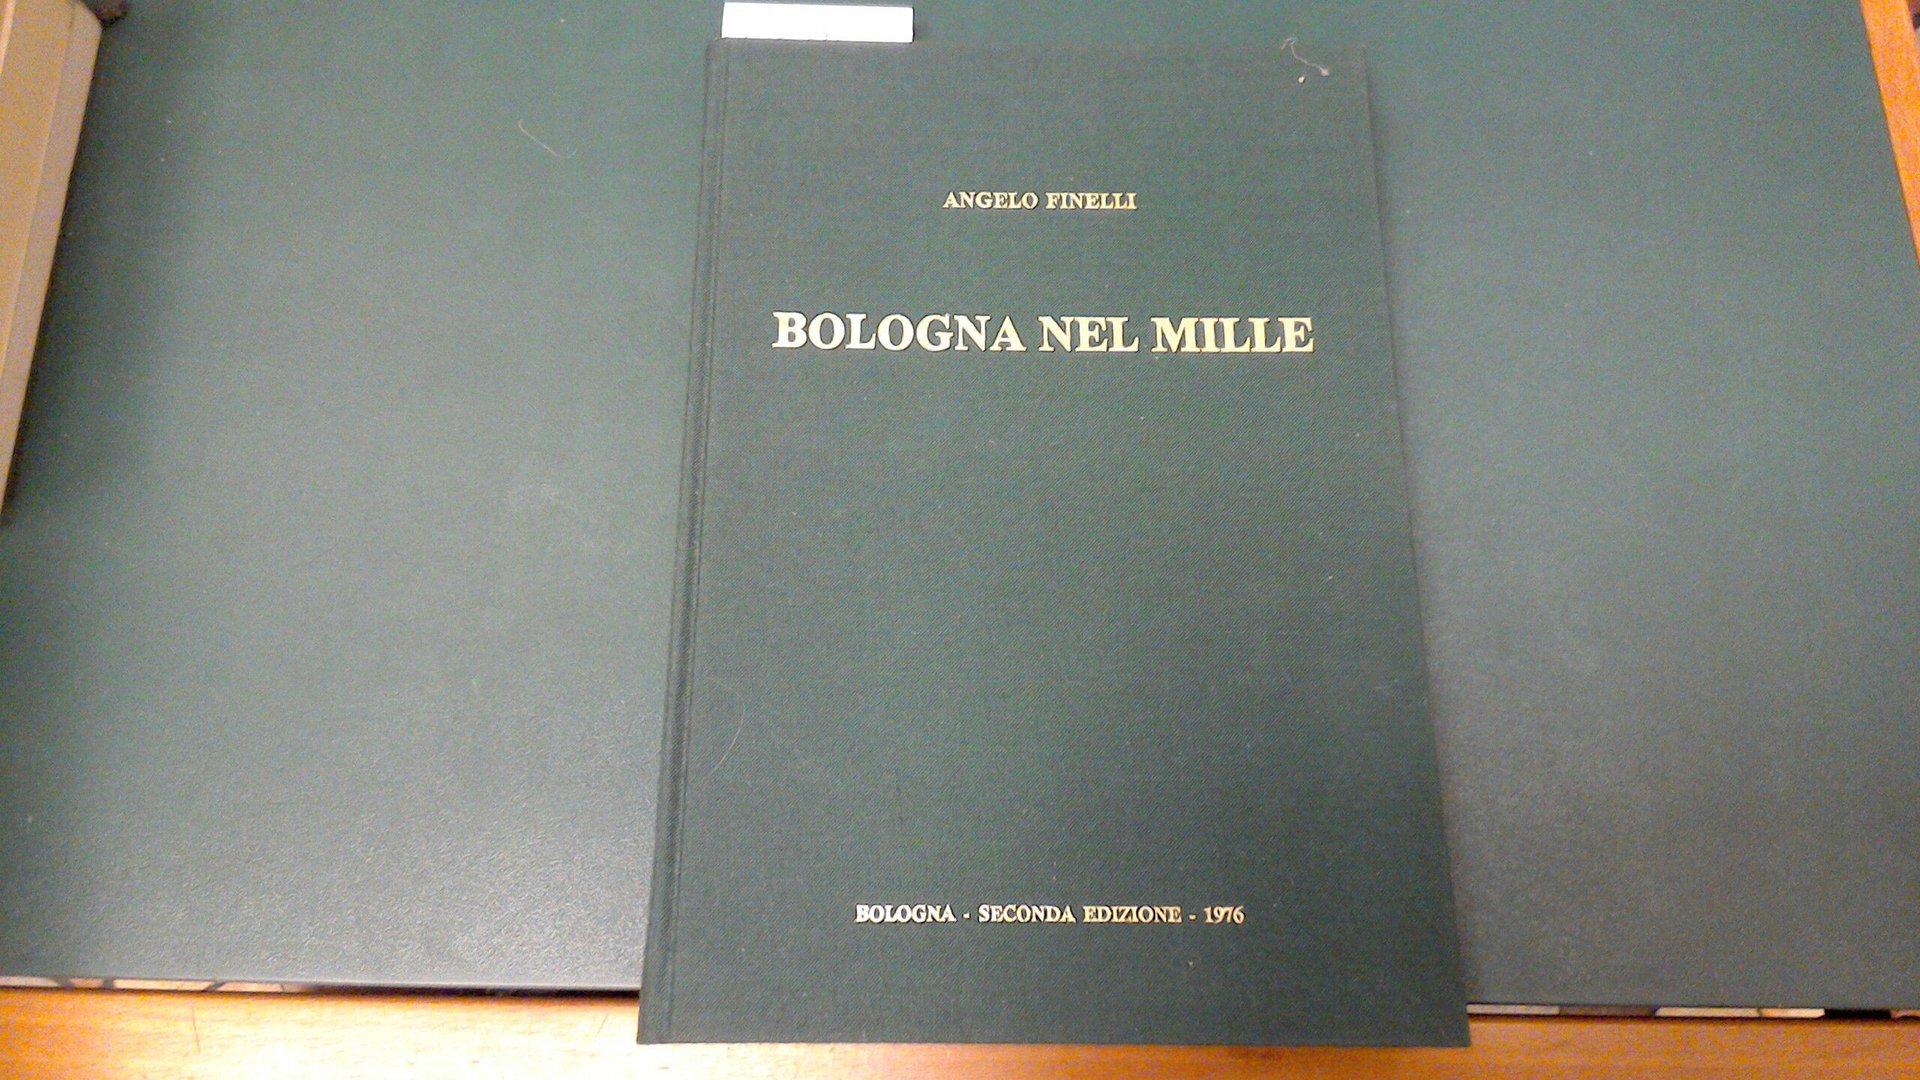 ANGELO FINELLI
BOLOGNA NEL MILLE
BOLOGNA - SECONDA EDIZIONE - 1976